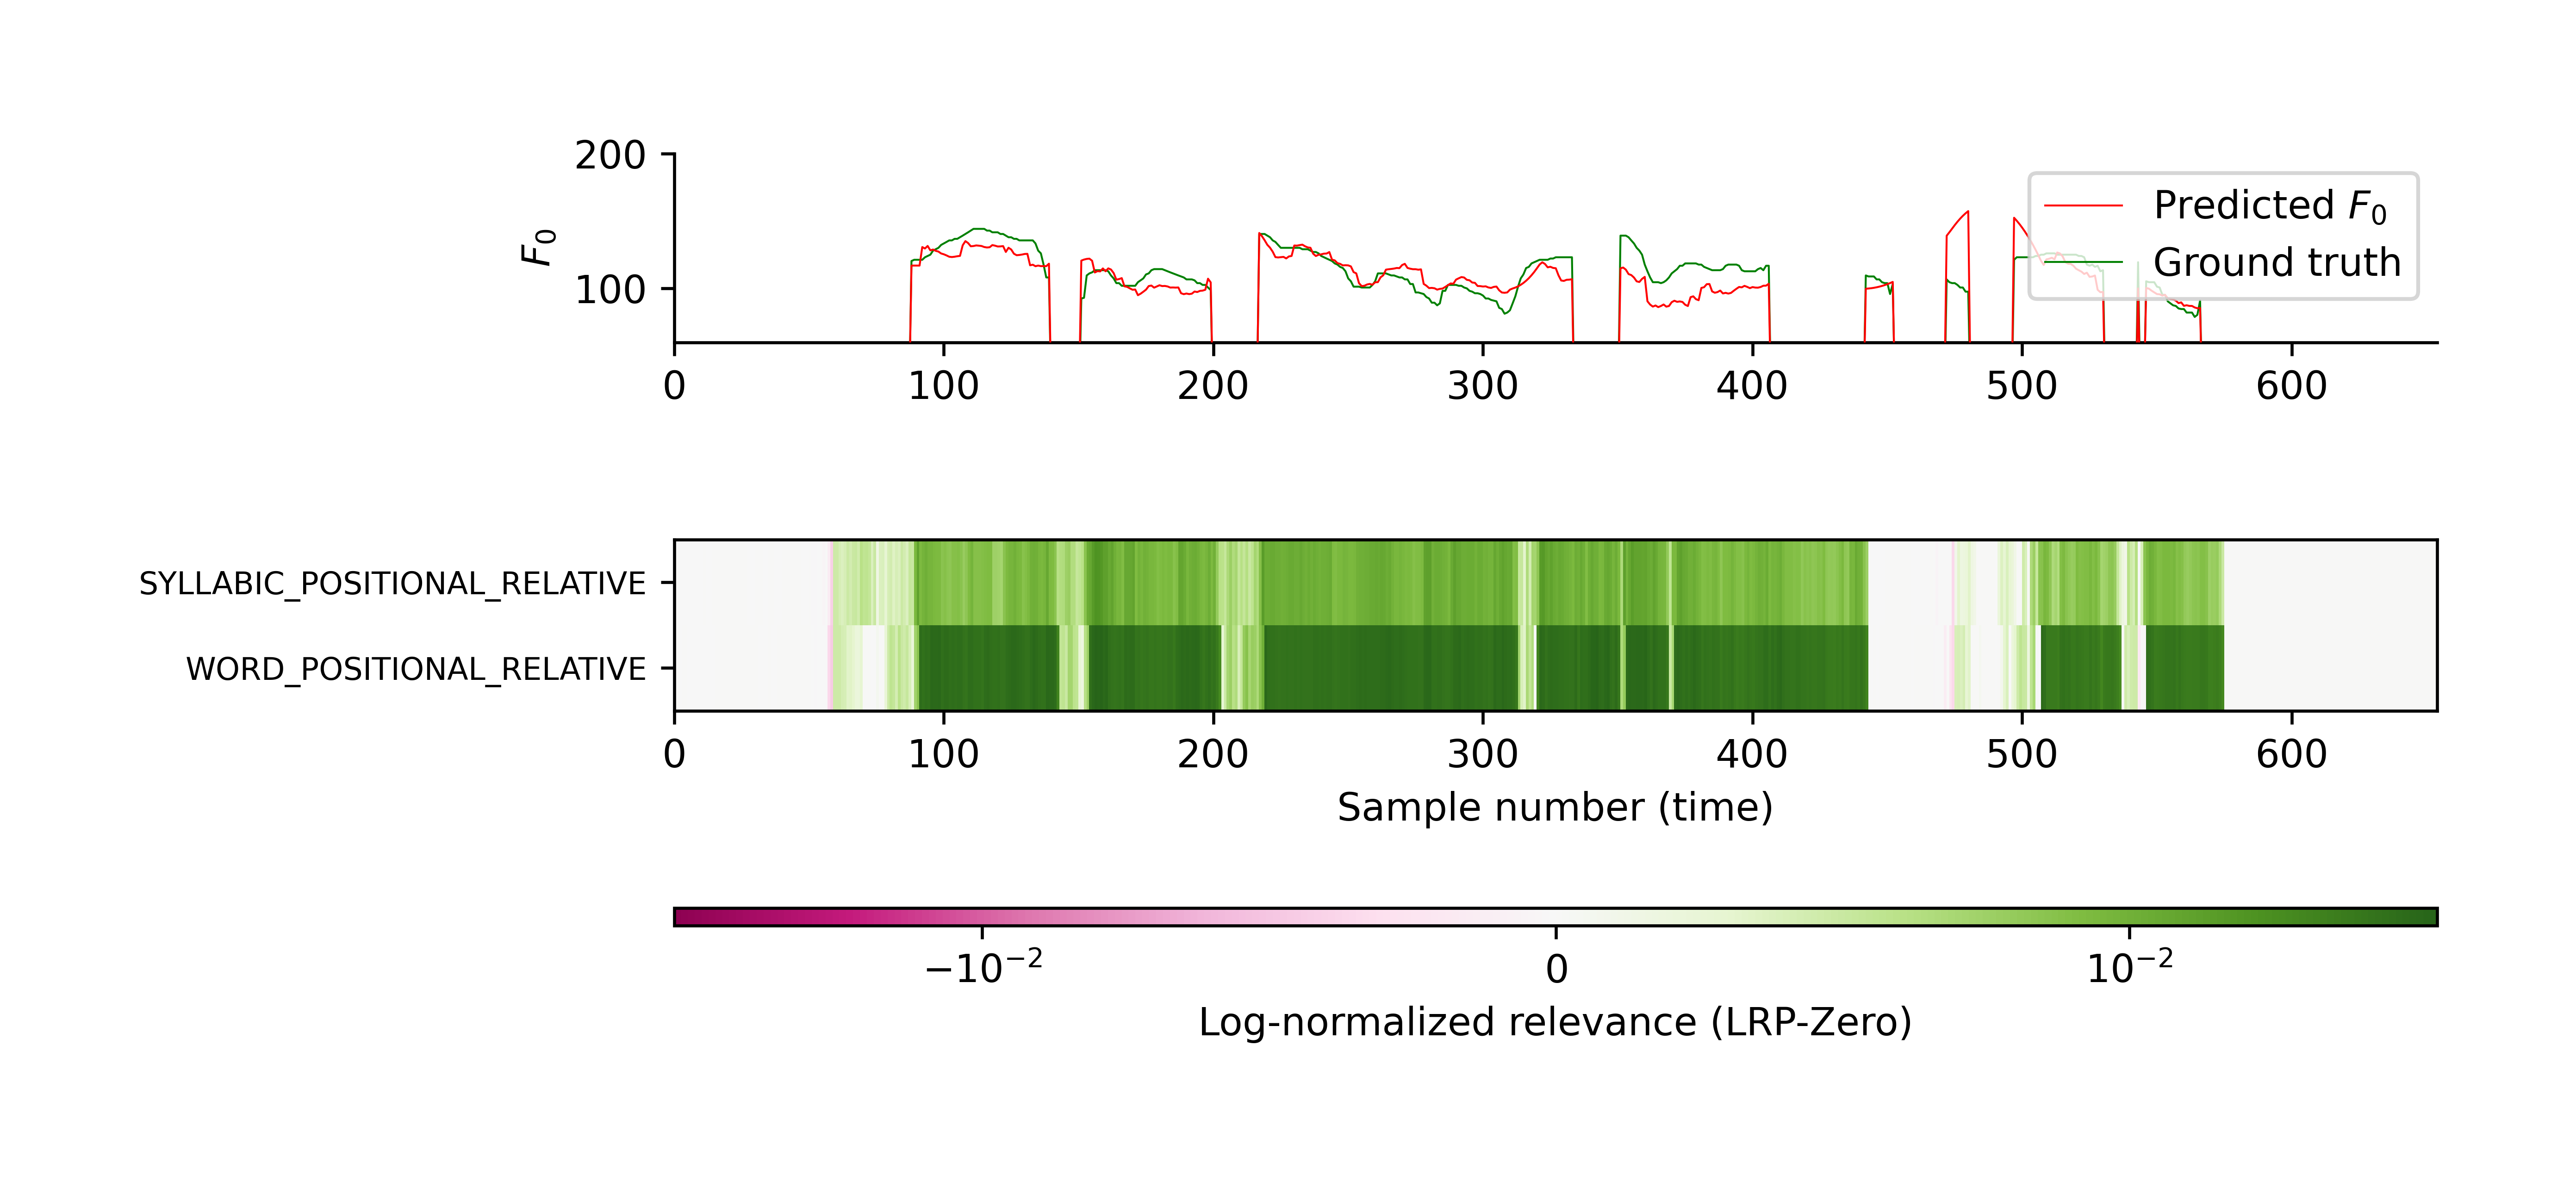 200
100
F₀
Predicted F₀
Ground truth
0 100 200 300 400 500 600
SYLLABIC_POSITIONAL_RELATIVE
WORD_POSITIONAL_RELATIVE
0 100 200 300 400 500 600
Sample number (time)
−10⁻² 0 10⁻²
Log-normalized relevance (LRP-Zero)